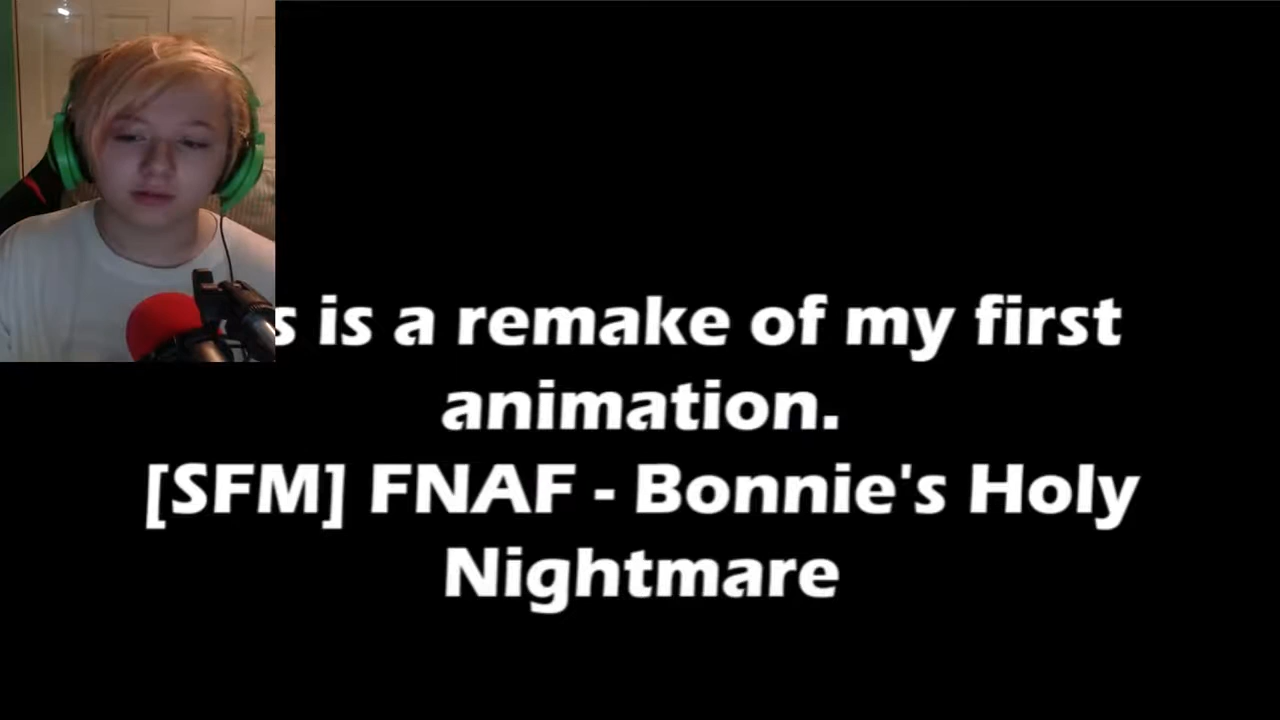 s is a remake of my first
animation.
[SFM] FNAF - Bonnie's Holy
Nightmare